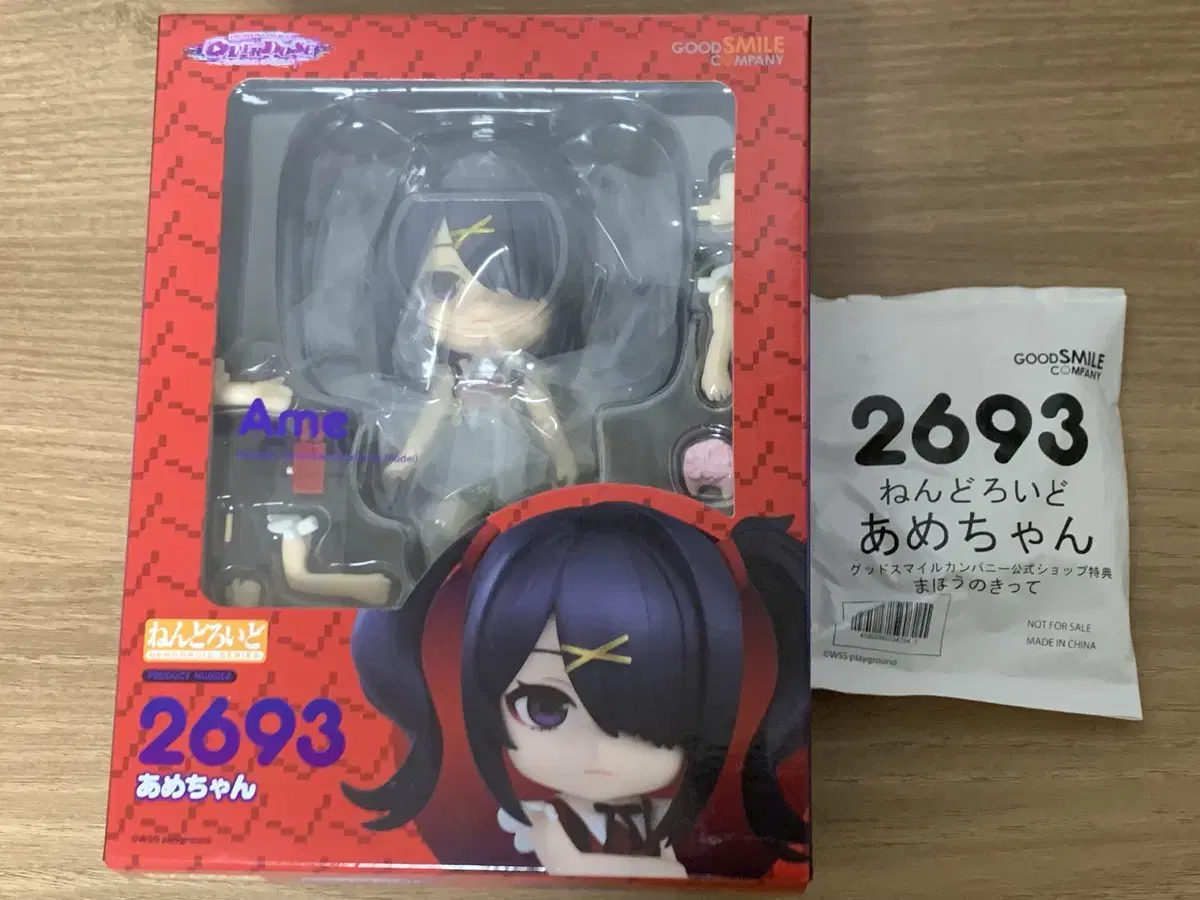 OVERDOSE
GOOD SMILE
COMPANY
Ame
ねんどろいど
NENDOROID SERIES
PRODUCT NUMBER
2693
あめちゃん
©WSS playground
GOOD SMILE
COMPANY
2693
ねんどろいど
あめちゃん
グッドスマイルカンパニー公式ショップ特典
まほうのきって
NOT FOR SALE
MADE IN CHINA
©WSS playground